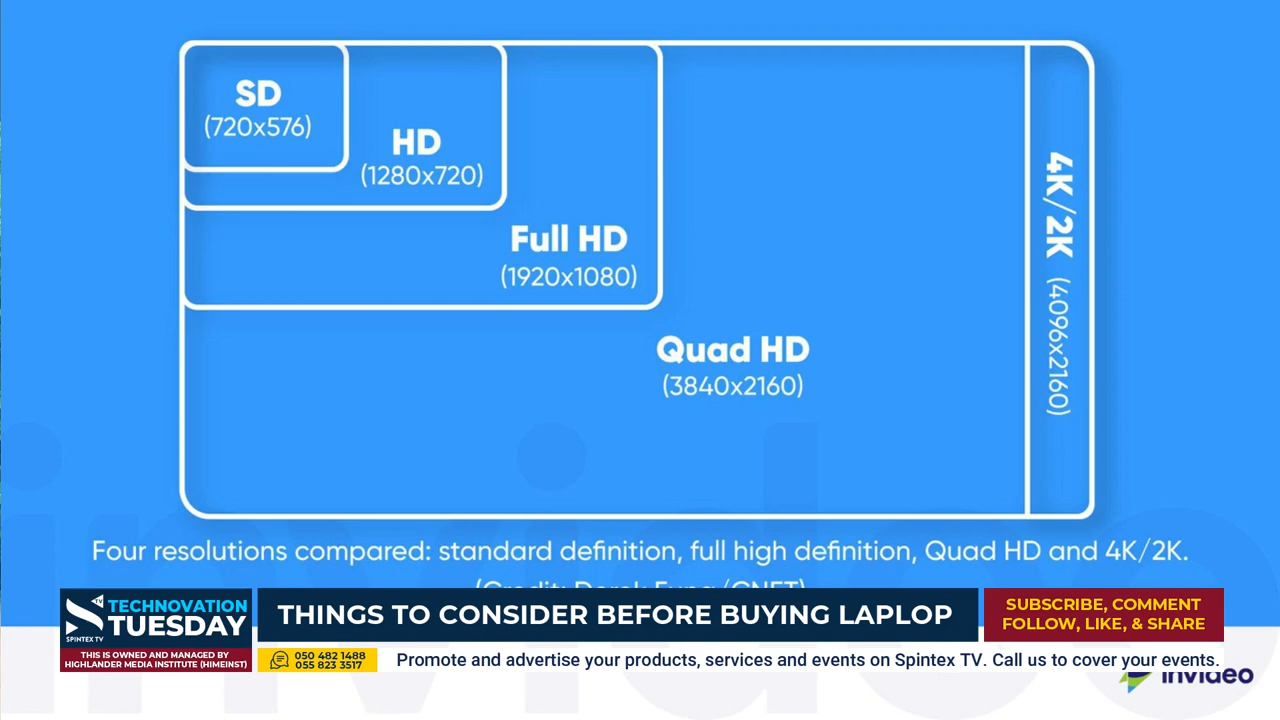 SD
(720x576)
HD
(1280x720)
Full HD
(1920x1080)
Quad HD
(3840x2160)
4K/2K (4096x2160)
Four resolutions compared: standard definition, full high definition, Quad HD and 4K/2K.
TV
SPINTEX TV
TECHNOVATION
TUESDAY
THIS IS OWNED AND MANAGED BY
HIGHLANDER MEDIA INSTITUTE (HIMEINST)
THINGS TO CONSIDER BEFORE BUYING LAPLOP
SUBSCRIBE, COMMENT
FOLLOW, LIKE, & SHARE
050 482 1488
055 823 3517
Promote and advertise your products, services and events on Spintex TV. Call us to cover your events.
invideo
invideo